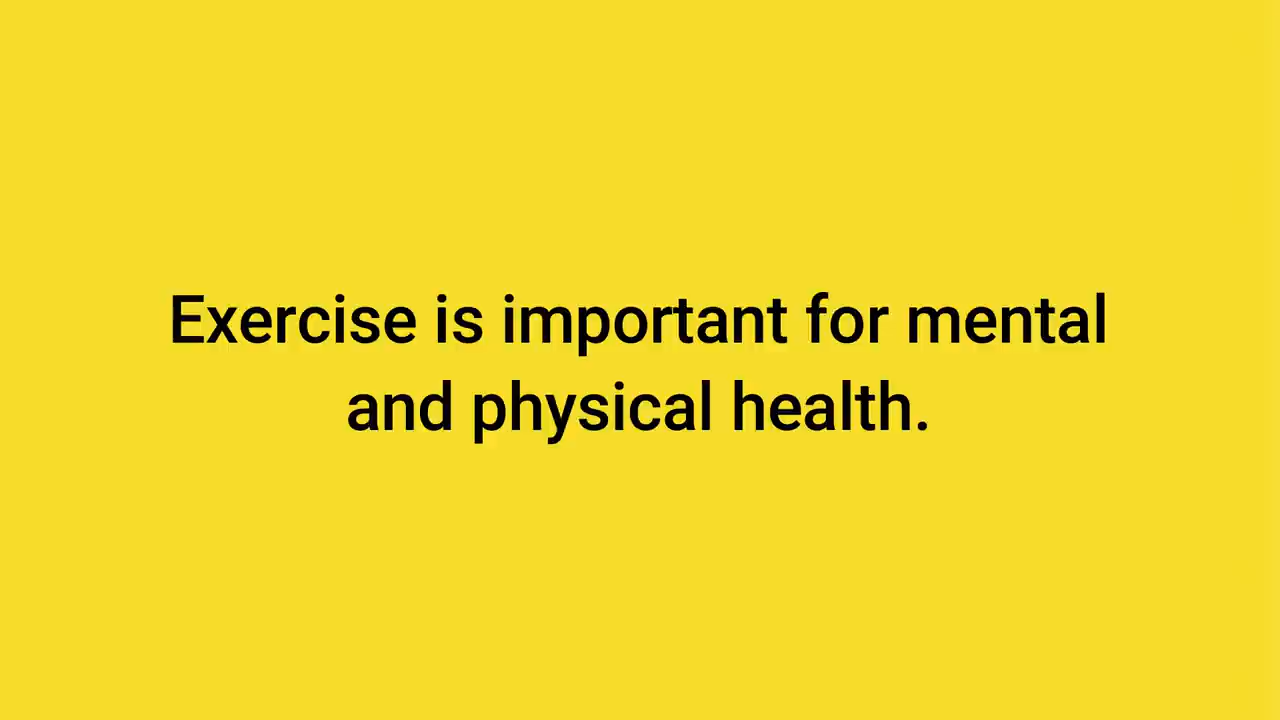 Exercise is important for mental
and physical health.